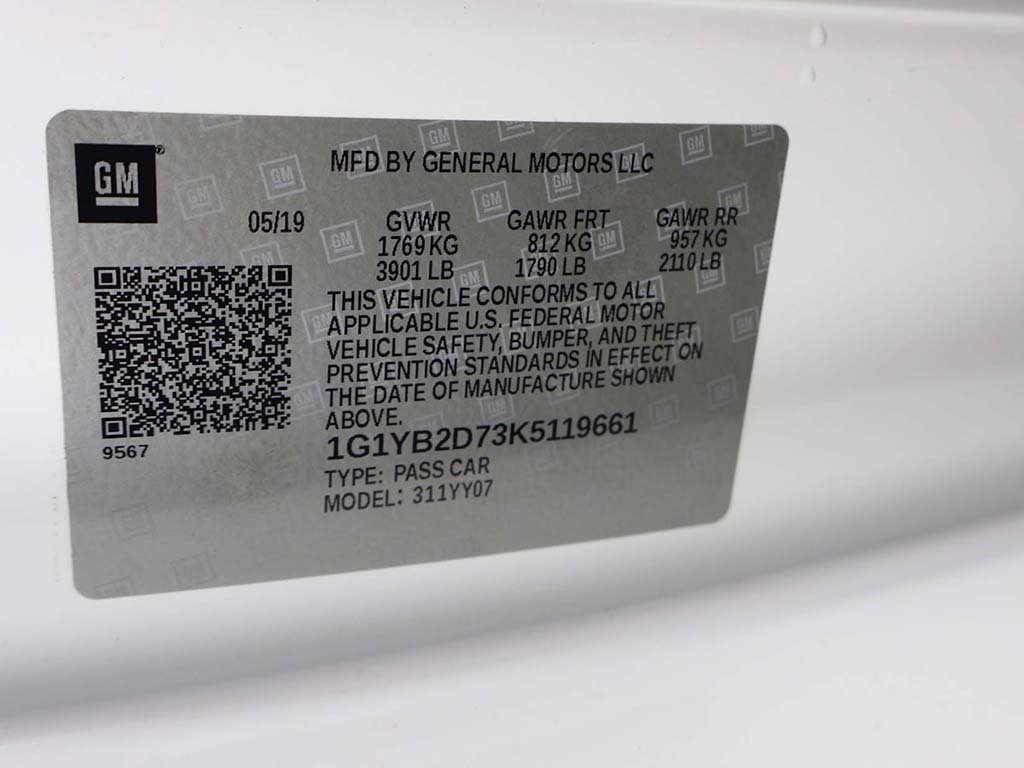 GM
MFD BY GENERAL MOTORS LLC
05/19 GVWR GAWR FRT GAWR RR
1769 KG 812 KG 957 KG
3901 LB 1790 LB 2110 LB
THIS VEHICLE CONFORMS TO ALL
APPLICABLE U.S. FEDERAL MOTOR
VEHICLE SAFETY, BUMPER, AND THEFT
PREVENTION STANDARDS IN EFFECT ON
THE DATE OF MANUFACTURE SHOWN
ABOVE.
9567
1G1YB2D73K5119661
TYPE: PASS CAR
MODEL: 311YY07